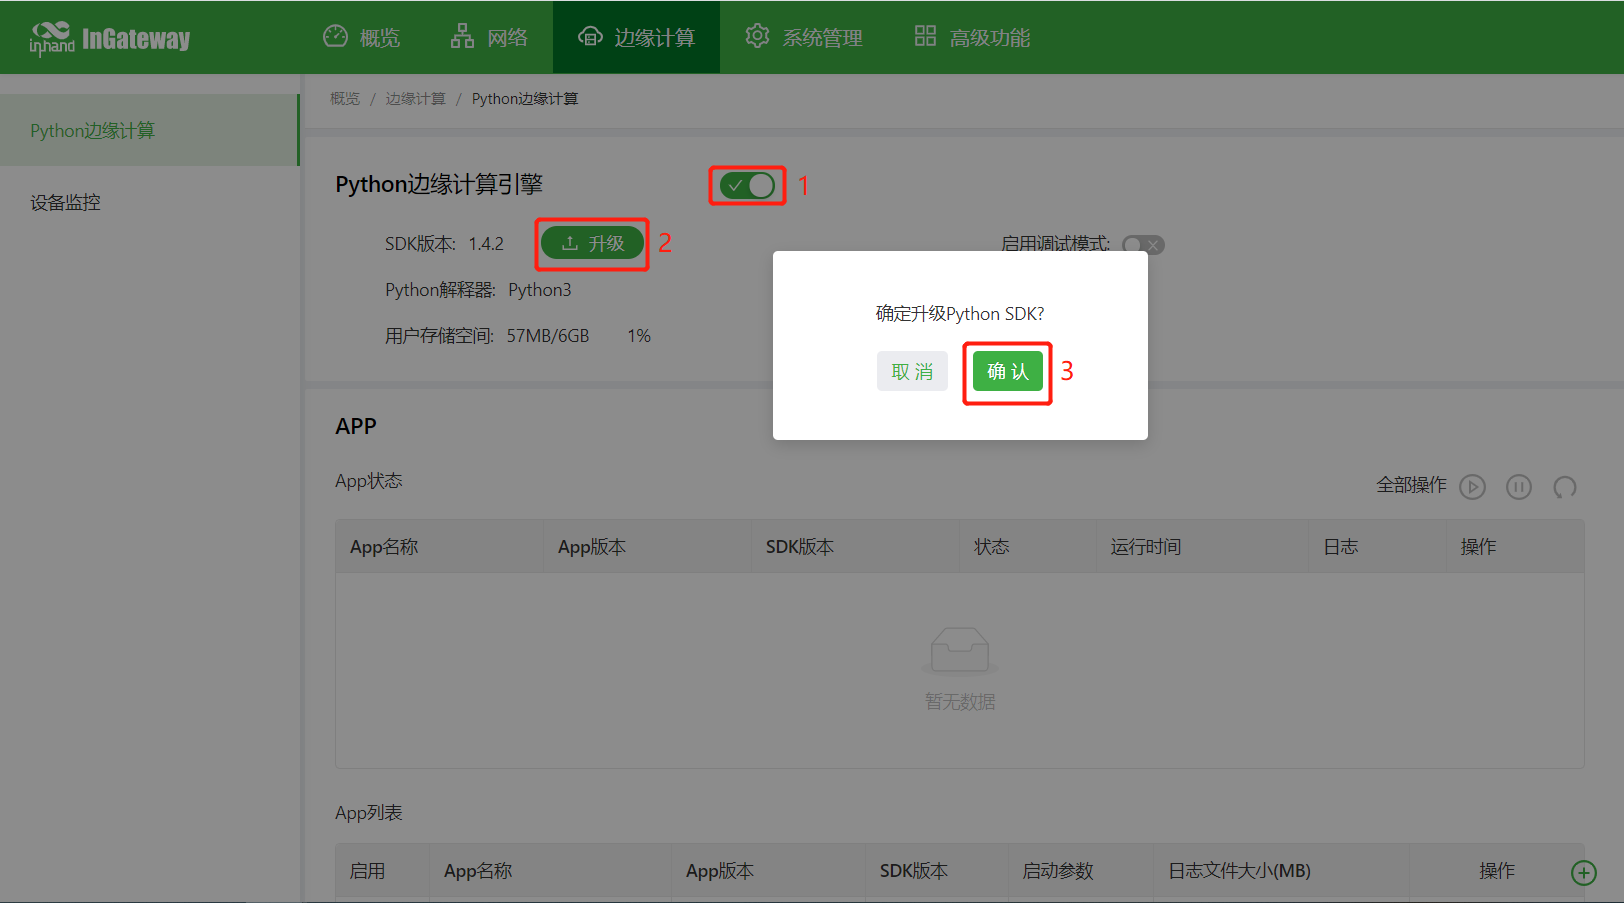 inhand InGateway 概览 网络 边缘计算 系统管理 高级功能
概览 / 边缘计算 / Python边缘计算
Python边缘计算
设备监控
Python边缘计算引擎 1
SDK版本: 1.4.2 升级 2 启用调试模式:
Python解释器: Python3
用户存储空间: 57MB/6GB 1%
确定升级Python SDK?
取 消 确 认 3
APP
App状态 全部操作
App名称 App版本 SDK版本 状态 运行时间 日志 操作
暂无数据
App列表
启用 App名称 App版本 SDK版本 启动参数 日志文件大小(MB) 操作